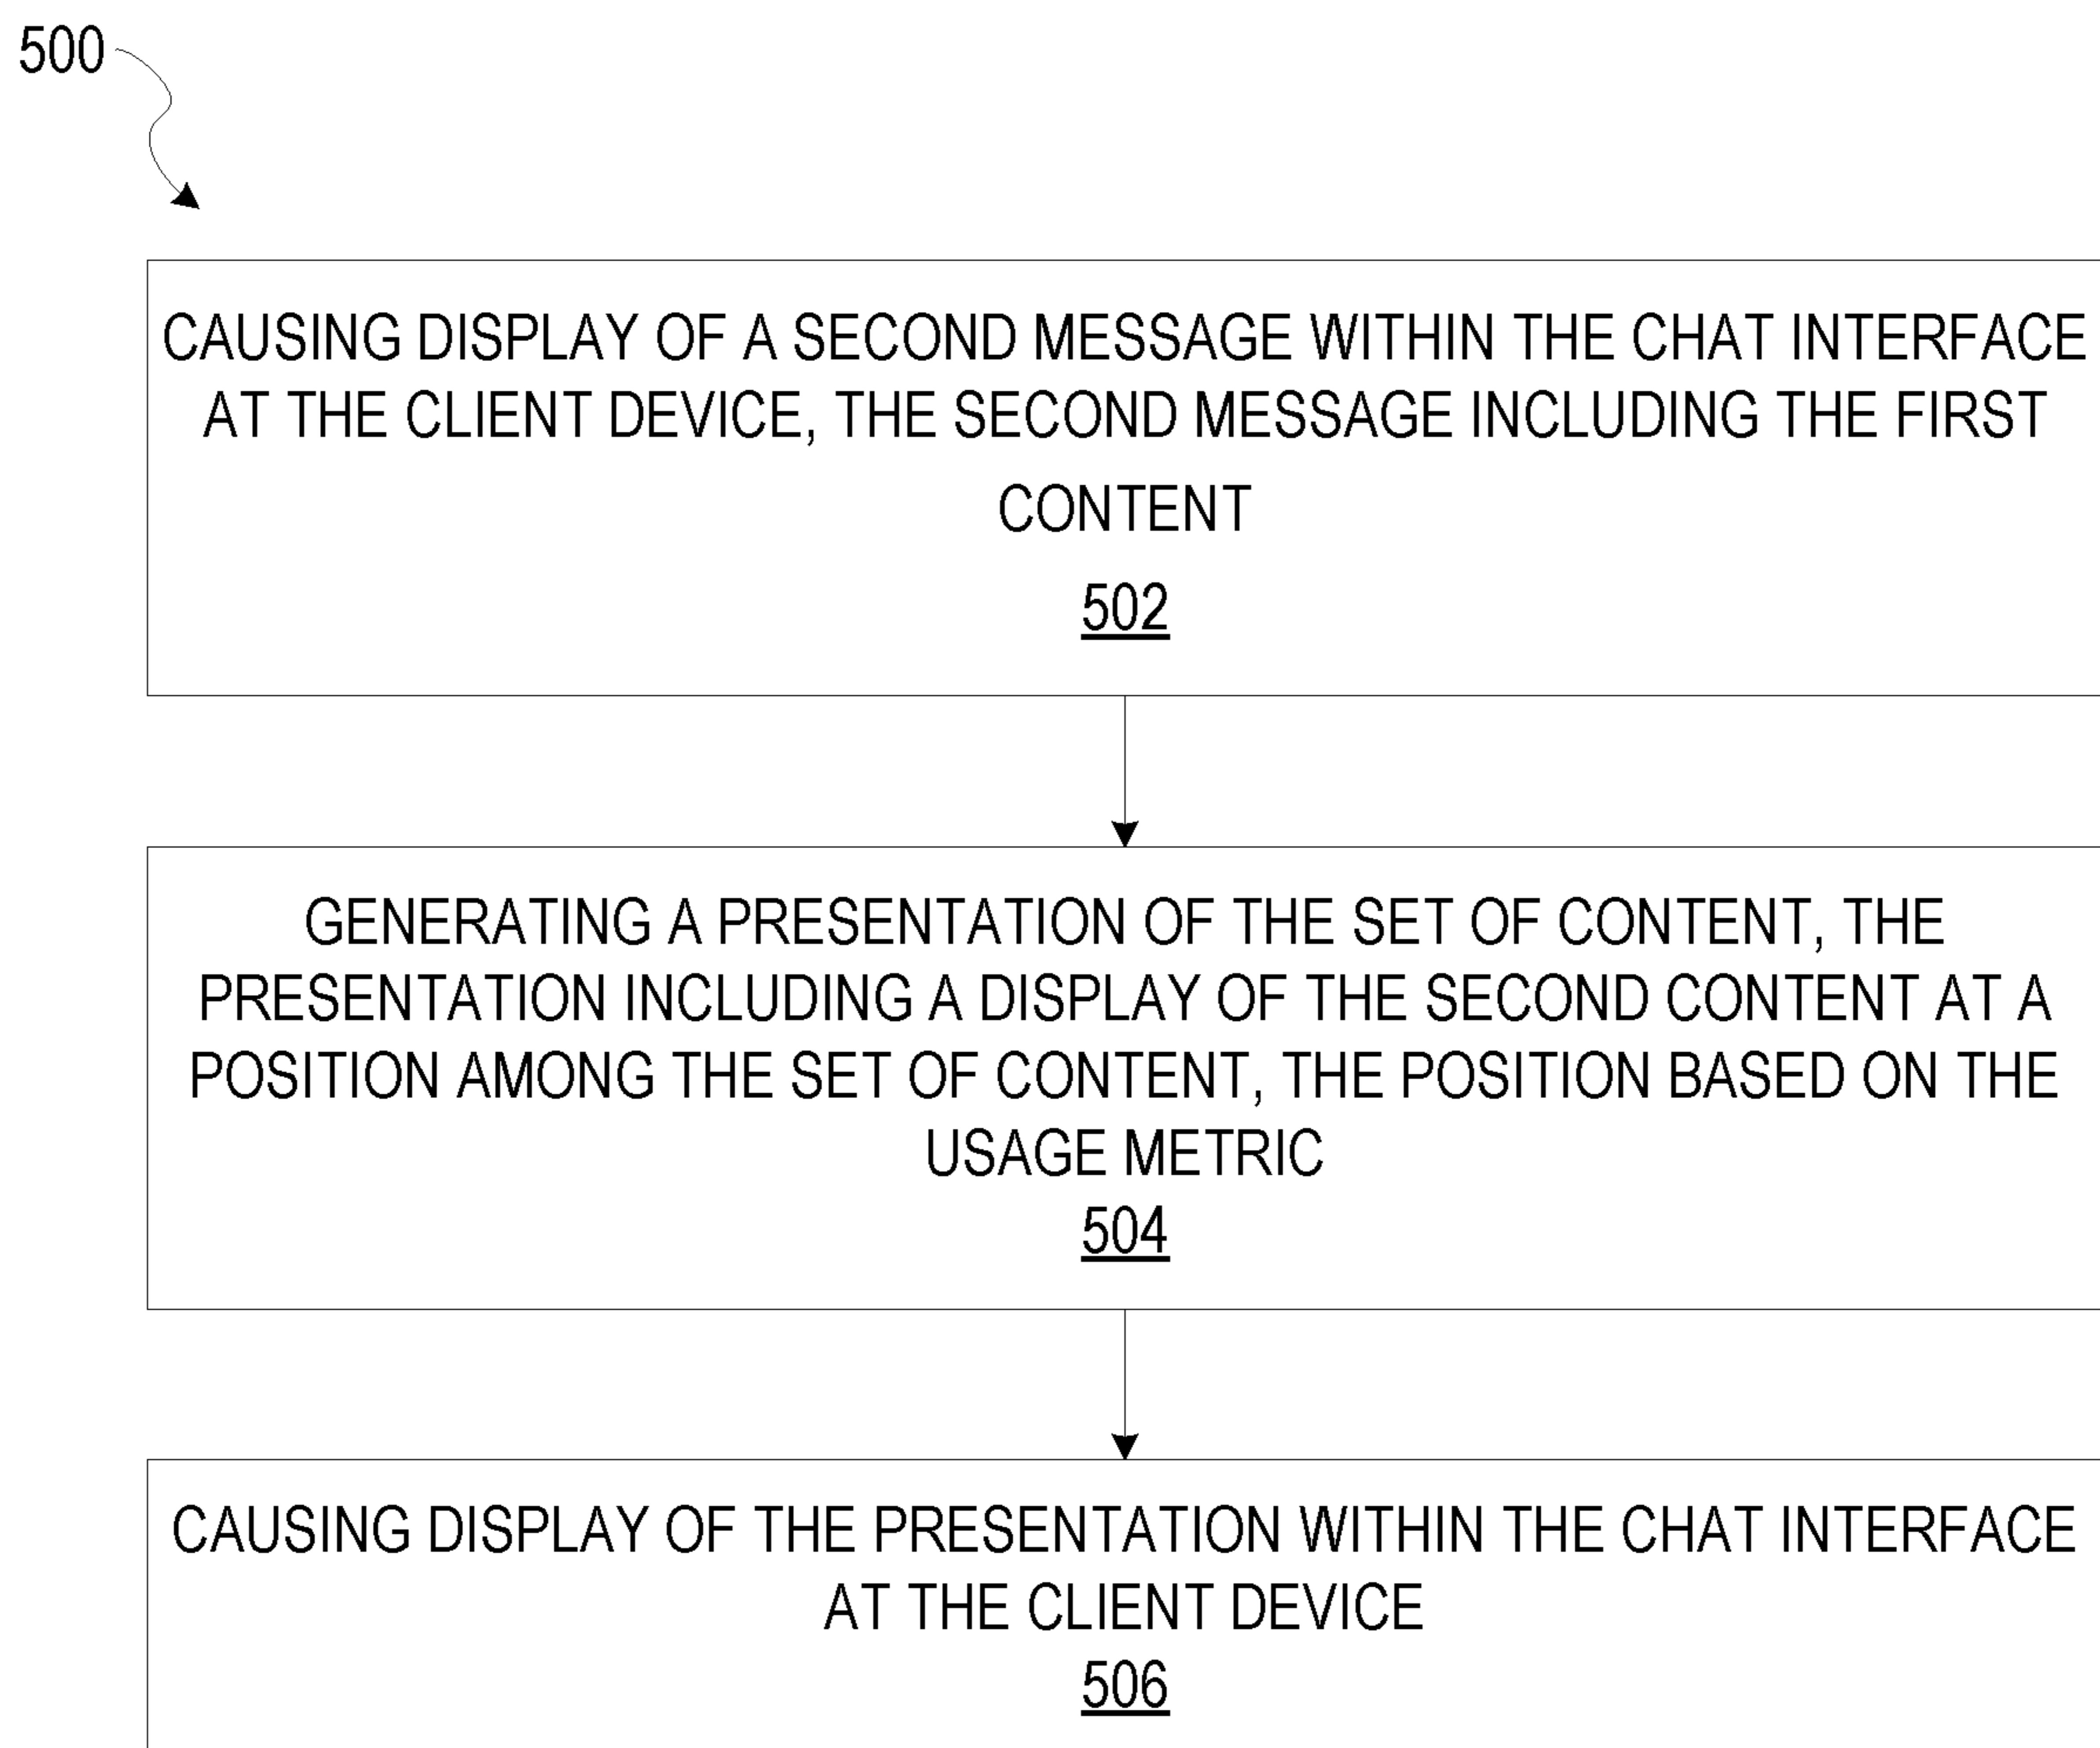 500
CAUSING DISPLAY OF A SECOND MESSAGE WITHIN THE CHAT INTERFACE
AT THE CLIENT DEVICE, THE SECOND MESSAGE INCLUDING THE FIRST
CONTENT
502
GENERATING A PRESENTATION OF THE SET OF CONTENT, THE
PRESENTATION INCLUDING A DISPLAY OF THE SECOND CONTENT AT A
POSITION AMONG THE SET OF CONTENT, THE POSITION BASED ON THE
USAGE METRIC
504
CAUSING DISPLAY OF THE PRESENTATION WITHIN THE CHAT INTERFACE
AT THE CLIENT DEVICE
506